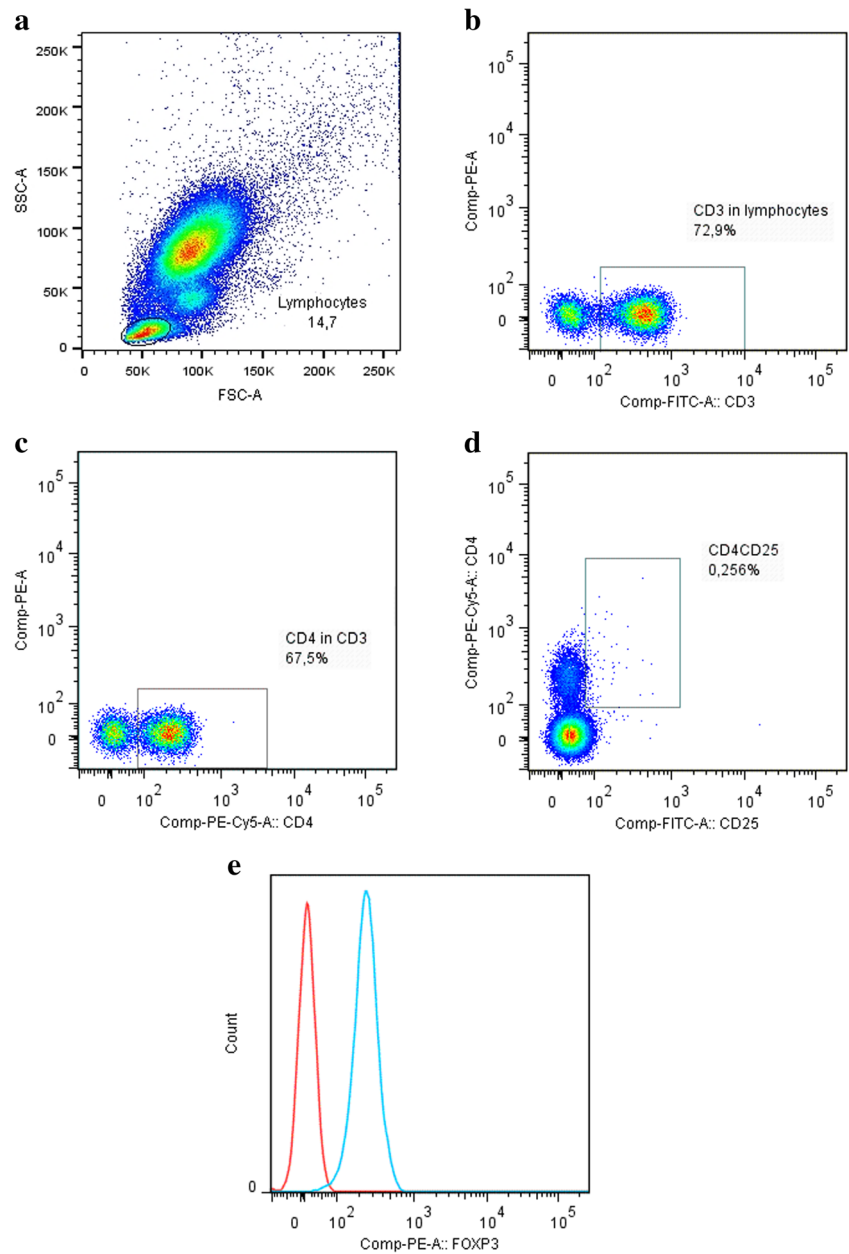 a
250K
200K
150K
100K
50K
0
SSC-A
Lymphocytes
14,7
0 50K 100K 150K 200K 250K
FSC-A
b
10^5
10^4
10^3
10^2
0
Comp-PE-A
CD3 in lymphocytes
72,9%
0 10^2 10^3 10^4 10^5
Comp-FITC-A:: CD3
c
10^5
10^4
10^3
10^2
0
Comp-PE-A
CD4 in CD3
67,5%
0 10^2 10^3 10^4 10^5
Comp-PE-Cy5-A:: CD4
d
10^5
10^4
10^3
10^2
0
Comp-PE-Cy5-A:: CD4
CD4CD25
0,256%
0 10^2 10^3 10^4 10^5
Comp-FITC-A:: CD25
e
Count
0
0 10^2 10^3 10^4 10^5
Comp-PE-A:: FOXP3